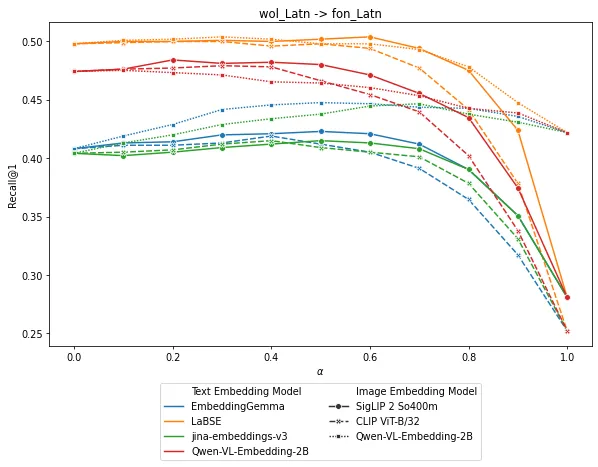 wol_Latn -> fon_Latn
Recall@1
0.50
0.45
0.40
0.35
0.30
0.25
0.0
0.2
0.4
0.6
0.8
1.0
α
Text Embedding Model
EmbeddingGemma
LaBSE
jina-embeddings-v3
Qwen-VL-Embedding-2B
Image Embedding Model
SigLIP 2 So400m
CLIP ViT-B/32
Qwen-VL-Embedding-2B